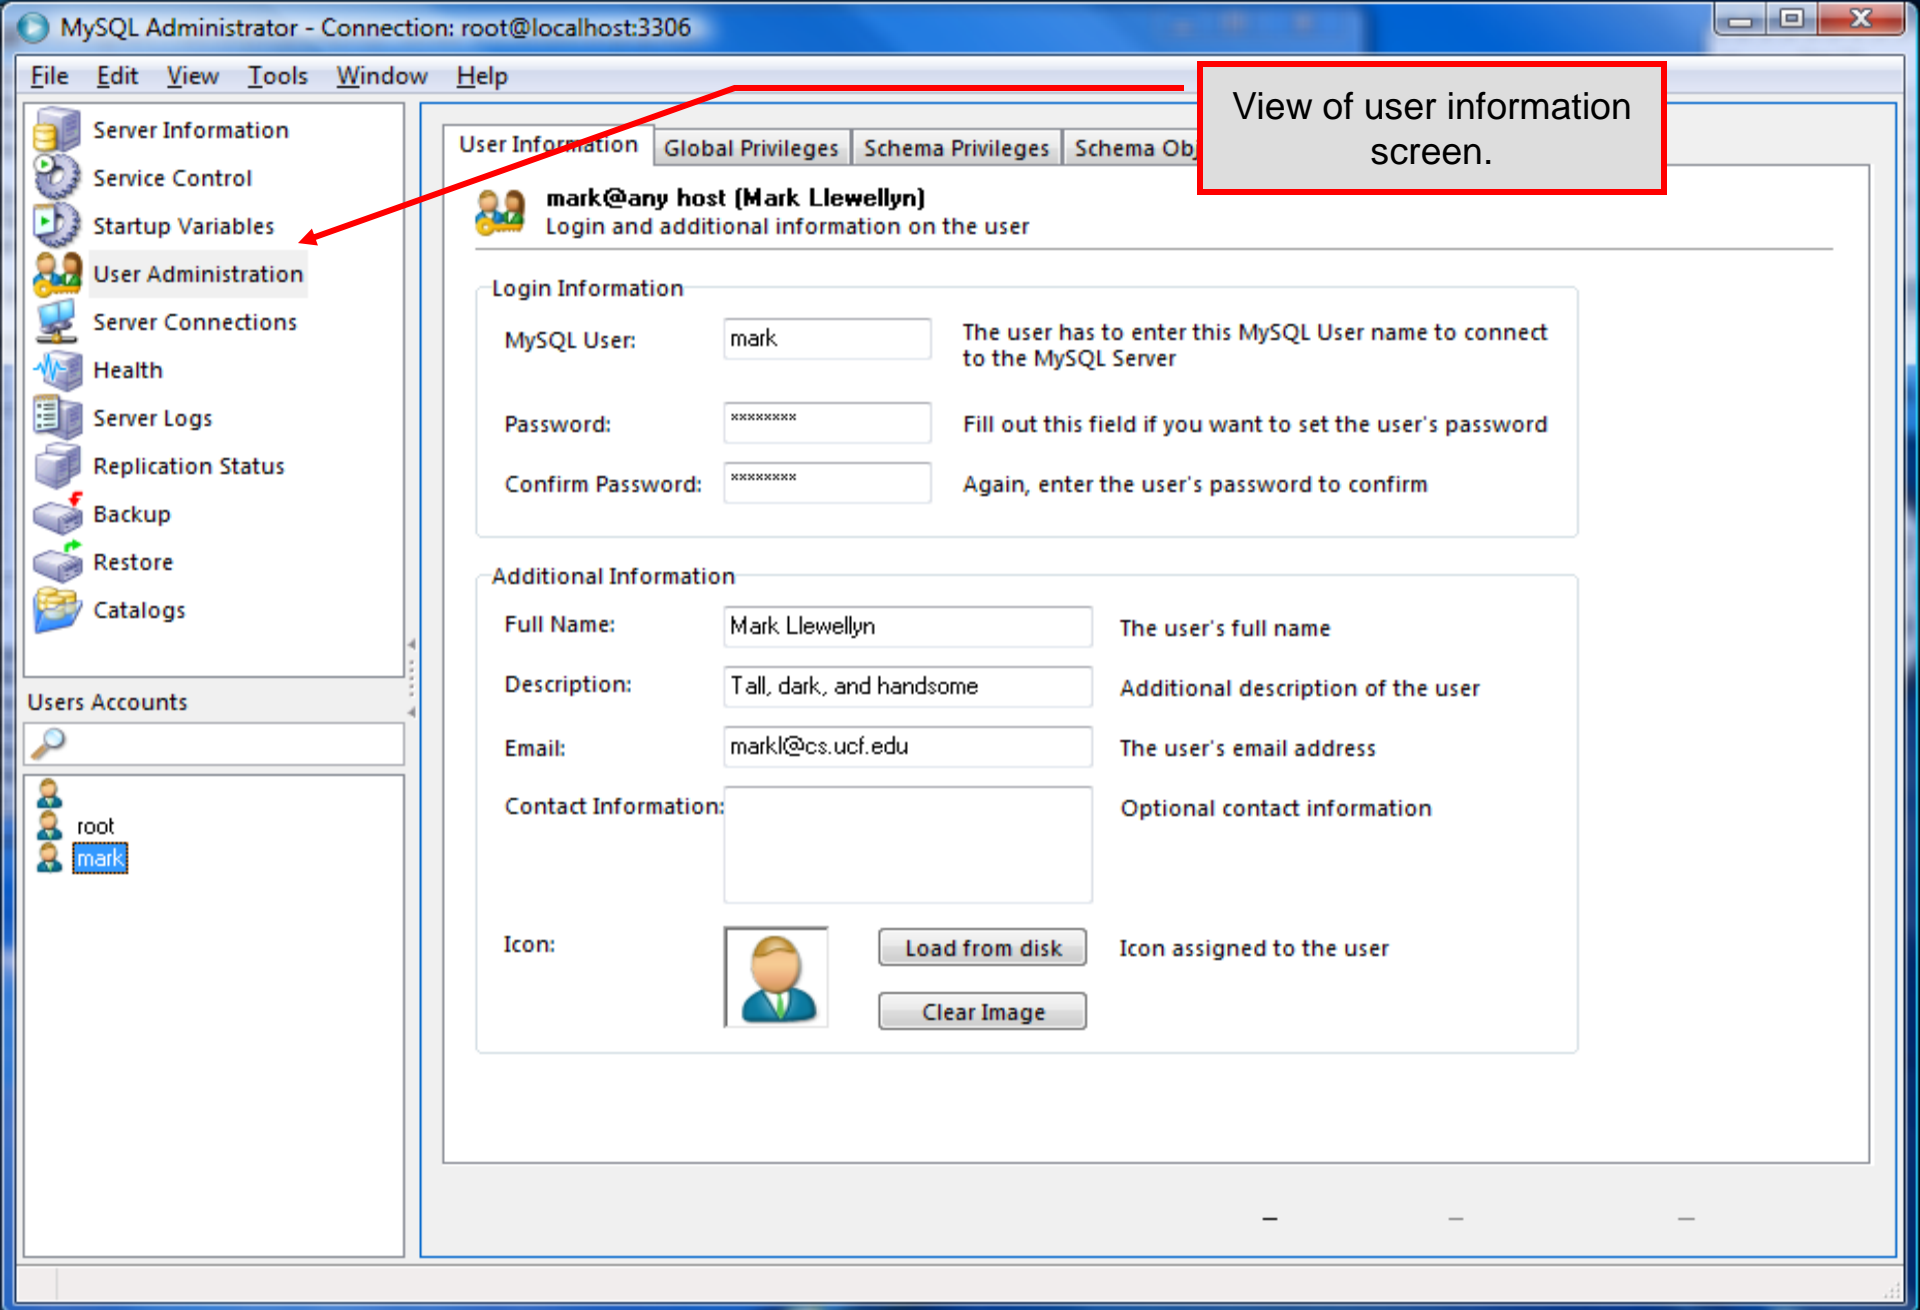 MySQL Administrator - Connection: root@localhost:3306
File Edit View Tools Window Help
View of user information
screen.
Server Information
Service Control
Startup Variables
User Administration
Server Connections
Health
Server Logs
Replication Status
Backup
Restore
Catalogs
Users Accounts
root
mark
User Information Global Privileges Schema Privileges Schema Obj
mark@any host (Mark Llewellyn)
Login and additional information on the user
Login Information
MySQL User: mark The user has to enter this MySQL User name to connect
to the MySQL Server
Password: ******** Fill out this field if you want to set the user's password
Confirm Password: ******** Again, enter the user's password to confirm
Additional Information
Full Name: Mark Llewellyn The user's full name
Description: Tall, dark, and handsome Additional description of the user
Email: markl@cs.ucf.edu The user's email address
Contact Information: Optional contact information
Icon: Load from disk Icon assigned to the user
Clear Image